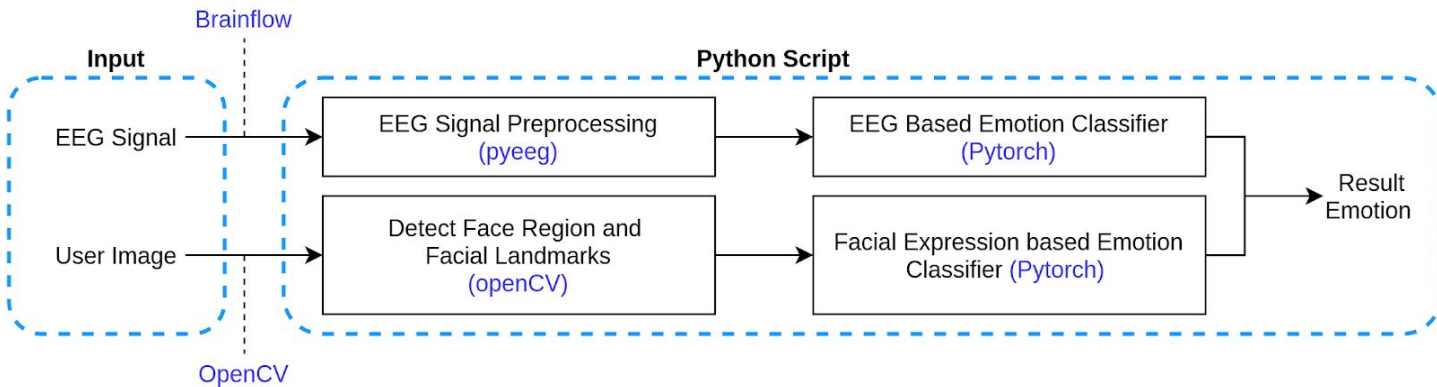 Brainflow
Input
Python Script
EEG Signal
EEG Signal Preprocessing
(pyeeg)
EEG Based Emotion Classifier
(Pytorch)
User Image
Detect Face Region and
Facial Landmarks
(openCV)
Facial Expression based Emotion
Classifier (Pytorch)
Result
Emotion
OpenCV